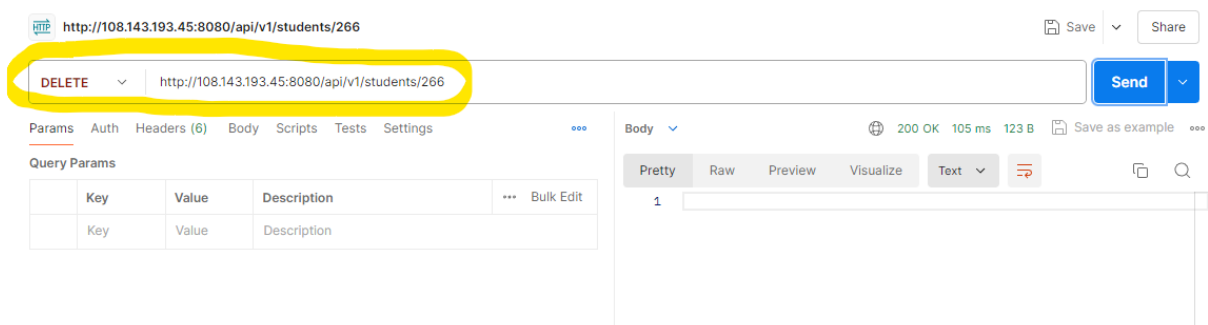 HTTP http://108.143.193.45:8080/api/v1/students/266 Save Share
DELETE http://108.143.193.45:8080/api/v1/students/266 Send
Params Auth Headers (6) Body Scripts Tests Settings
Query Params
Key Value Description Bulk Edit
Key Value Description
Body 200 OK 105 ms 123 B Save as example
Pretty Raw Preview Visualize Text
1